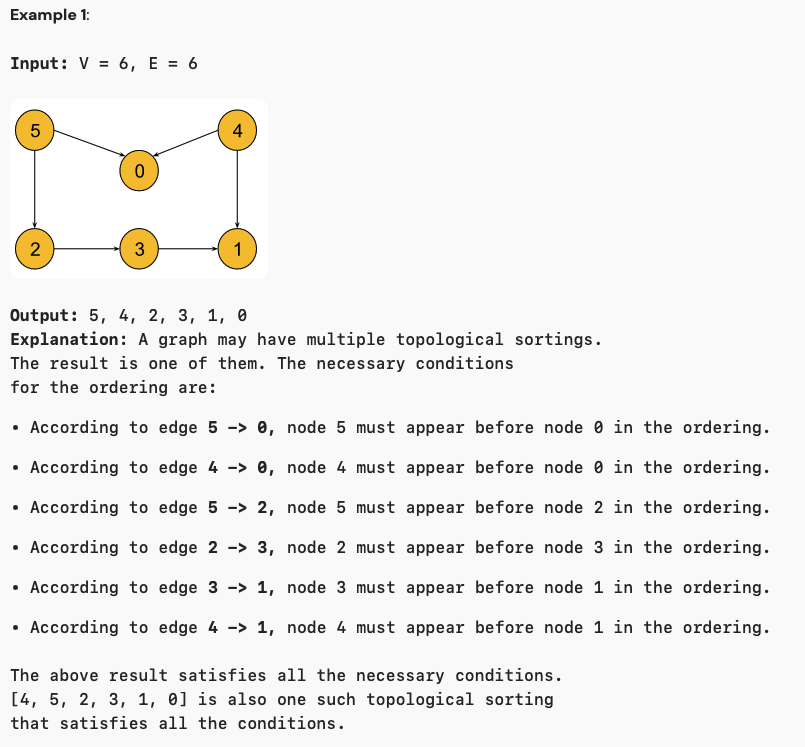 Example 1:
Input: V = 6, E = 6
5
4
0
2
3
1
Output: 5, 4, 2, 3, 1, 0
Explanation: A graph may have multiple topological sortings.
The result is one of them. The necessary conditions
for the ordering are:
• According to edge 5 –> 0, node 5 must appear before node 0 in the ordering.
• According to edge 4 –> 0, node 4 must appear before node 0 in the ordering.
• According to edge 5 –> 2, node 5 must appear before node 2 in the ordering.
• According to edge 2 –> 3, node 2 must appear before node 3 in the ordering.
• According to edge 3 –> 1, node 3 must appear before node 1 in the ordering.
• According to edge 4 –> 1, node 4 must appear before node 1 in the ordering.
The above result satisfies all the necessary conditions.
[4, 5, 2, 3, 1, 0] is also one such topological sorting
that satisfies all the conditions.